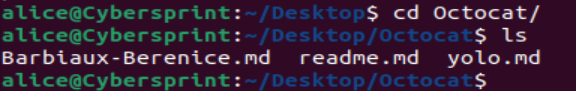 alice@Cybersprint:~/Desktop$ cd Octocat/
alice@Cybersprint:~/Desktop/Octocat$ ls
Barbiaux-Berenice.md  readme.md  yolo.md
alice@Cybersprint:~/Desktop/Octocat$